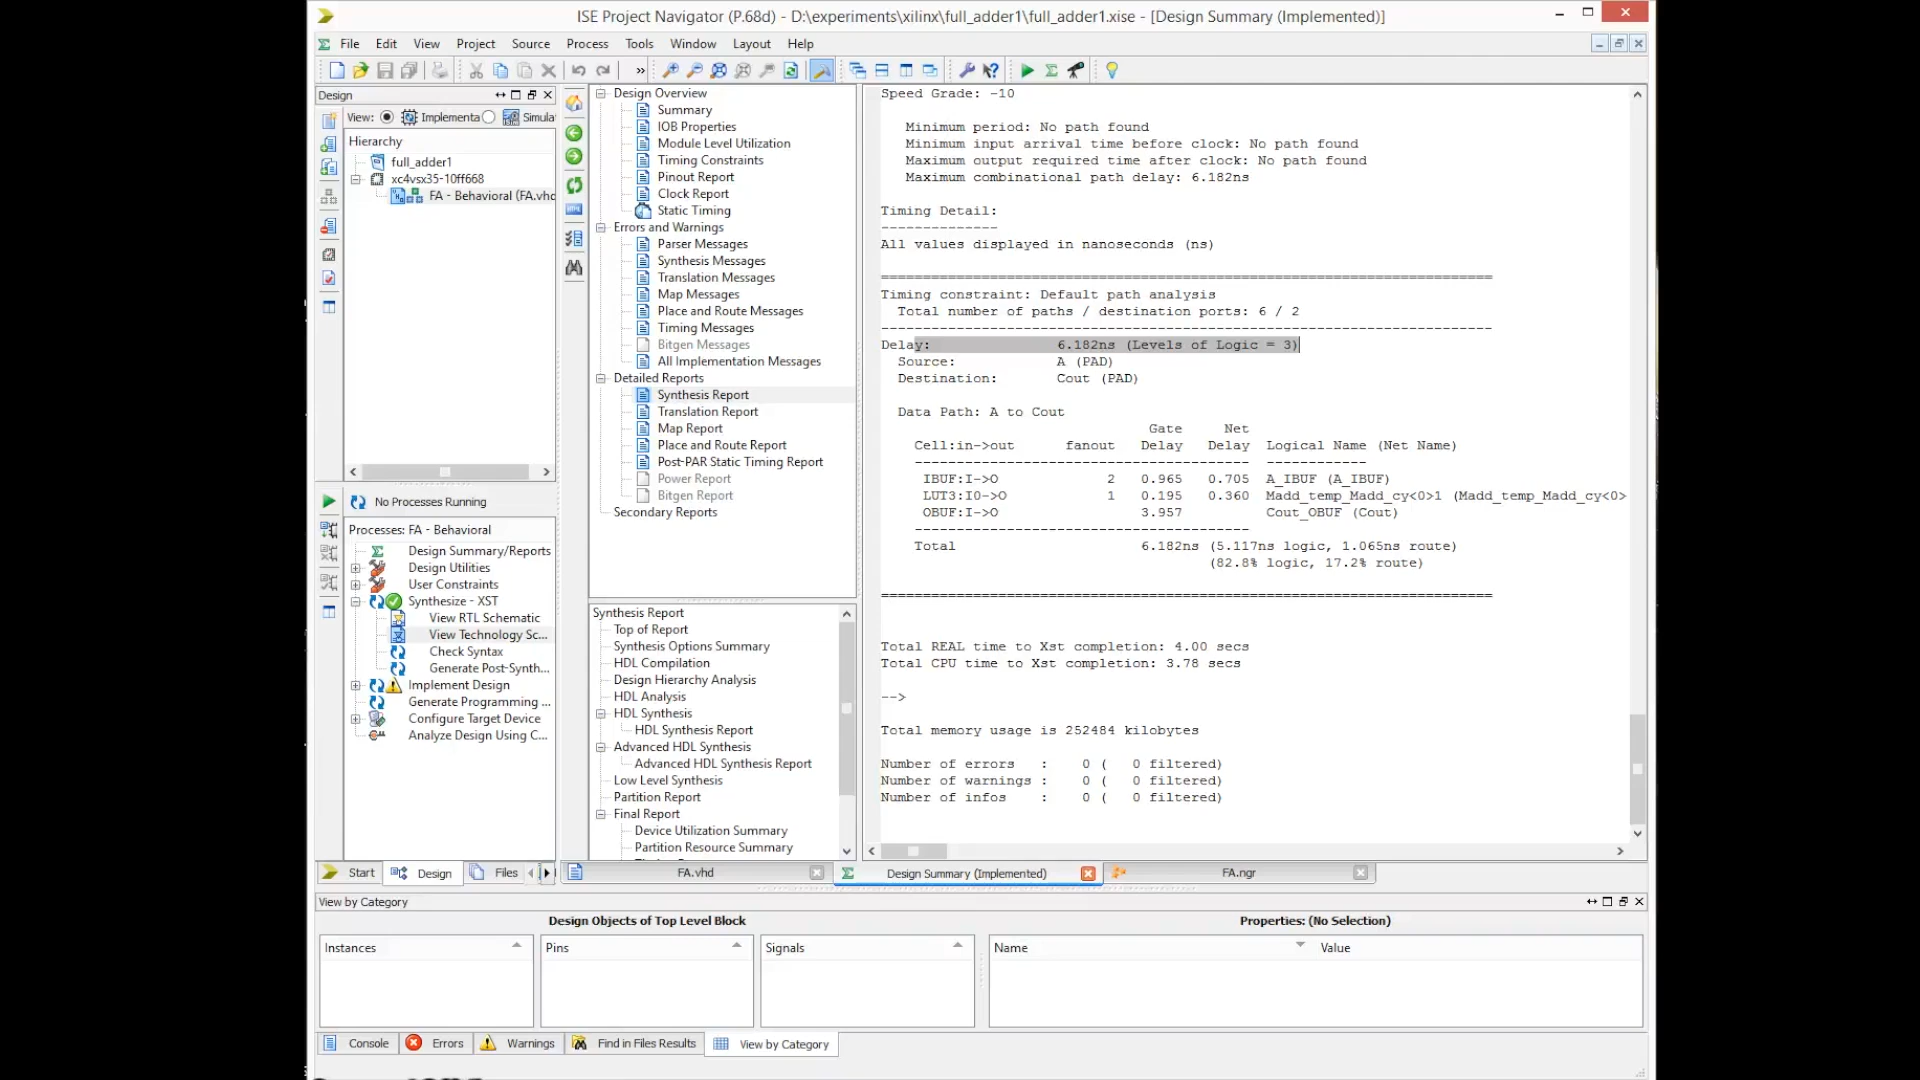 ISE Project Navigator (P.68d) - D:\experiments\xilinx\full_adder1\full_adder1.xise - [Design Summary (Implemented)]
File Edit View Project Source Process Tools Window Layout Help
Design
View: Implementa Simulat
Hierarchy
full_adder1
xc4vsx35-10ff668
FA - Behavioral (FA.vhd
No Processes Running
Processes: FA - Behavioral
Design Summary/Reports
Design Utilities
User Constraints
Synthesize - XST
View RTL Schematic
View Technology Sc...
Check Syntax
Generate Post-Synth...
Implement Design
Generate Programming ...
Configure Target Device
Analyze Design Using C...
Start Design Files
Design Overview
Summary
IOB Properties
Module Level Utilization
Timing Constraints
Pinout Report
Clock Report
Static Timing
Errors and Warnings
Parser Messages
Synthesis Messages
Translation Messages
Map Messages
Place and Route Messages
Timing Messages
Bitgen Messages
All Implementation Messages
Detailed Reports
Synthesis Report
Translation Report
Map Report
Place and Route Report
Post-PAR Static Timing Report
Power Report
Bitgen Report
Secondary Reports
Synthesis Report
Top of Report
Synthesis Options Summary
HDL Compilation
Design Hierarchy Analysis
HDL Analysis
HDL Synthesis
HDL Synthesis Report
Advanced HDL Synthesis
Advanced HDL Synthesis Report
Low Level Synthesis
Partition Report
Final Report
Device Utilization Summary
Partition Resource Summary
Speed Grade: -10
Minimum period: No path found
Minimum input arrival time before clock: No path found
Maximum output required time after clock: No path found
Maximum combinational path delay: 6.182ns
Timing Detail:
--------------
All values displayed in nanoseconds (ns)
=========================================================================
Timing constraint: Default path analysis
Total number of paths / destination ports: 6 / 2
-------------------------------------------------------------------------
Delay: 6.182ns (Levels of Logic = 3)
Source: A (PAD)
Destination: Cout (PAD)
Data Path: A to Cout
Gate Net
Cell:in->out fanout Delay Delay Logical Name (Net Name)
---------------------------------------- ------------
IBUF:I->O 2 0.965 0.705 A_IBUF (A_IBUF)
LUT3:I0->O 1 0.195 0.360 Madd_temp_Madd_cy<0>1 (Madd_temp_Madd_cy<0>
OBUF:I->O 3.957 Cout_OBUF (Cout)
----------------------------------------
Total 6.182ns (5.117ns logic, 1.065ns route)
(82.8% logic, 17.2% route)
=========================================================================
Total REAL time to Xst completion: 4.00 secs
Total CPU time to Xst completion: 3.78 secs
-->
Total memory usage is 252484 kilobytes
Number of errors : 0 ( 0 filtered)
Number of warnings : 0 ( 0 filtered)
Number of infos : 0 ( 0 filtered)
FA.vhd Design Summary (Implemented) FA.ngr
View by Category
Design Objects of Top Level Block Properties: (No Selection)
Instances Pins Signals Name Value
Console Errors Warnings Find in Files Results View by Category